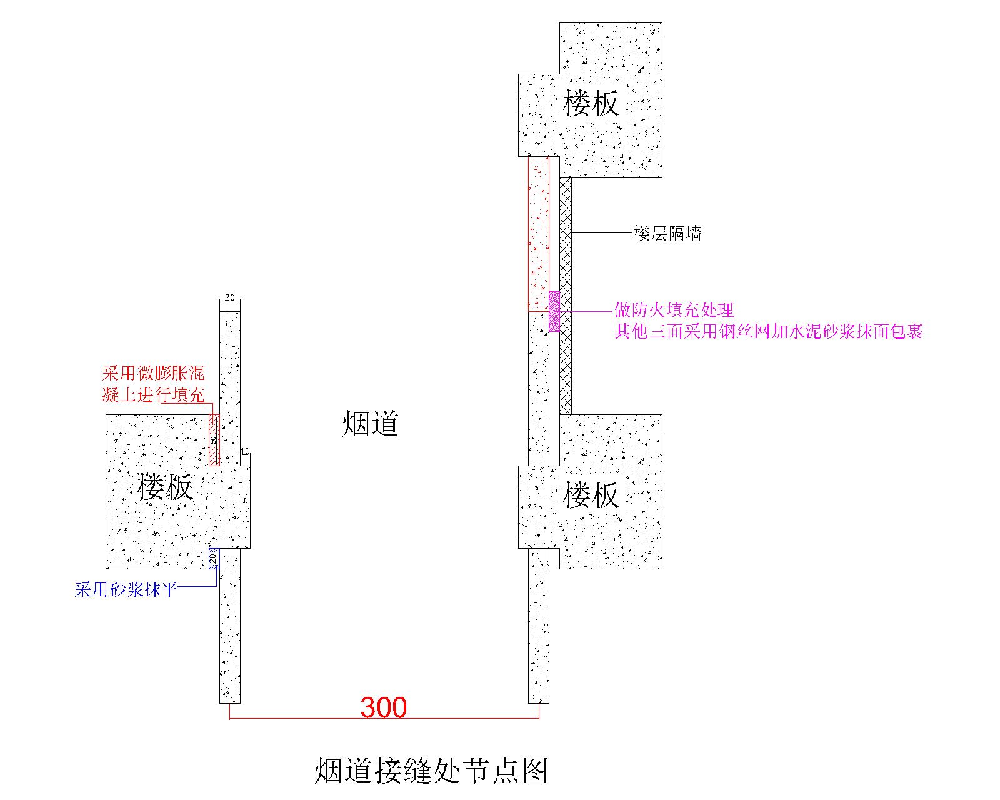 楼板
楼层隔墙
20
做防火填充处理
其他三面采用钢丝网加水泥砂浆抹面包裹
采用微膨胀混
凝土进行填充
烟道
50
10
楼板
楼板
20
采用砂浆抹平
300
烟道接缝处节点图